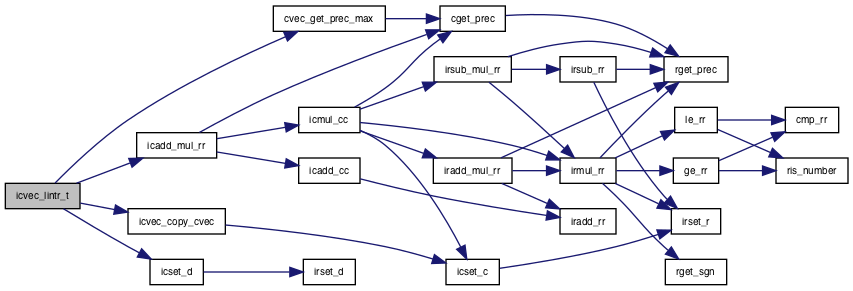 icvec_lintr_t
cvec_get_prec_max
icadd_mul_rr
icvec_copy_cvec
icset_d
icmul_cc
icadd_cc
irset_d
cget_prec
irsub_mul_rr
iradd_mul_rr
icset_c
irsub_rr
irmul_rr
iradd_rr
rget_prec
le_rr
ge_rr
irset_r
rget_sgn
cmp_rr
ris_number